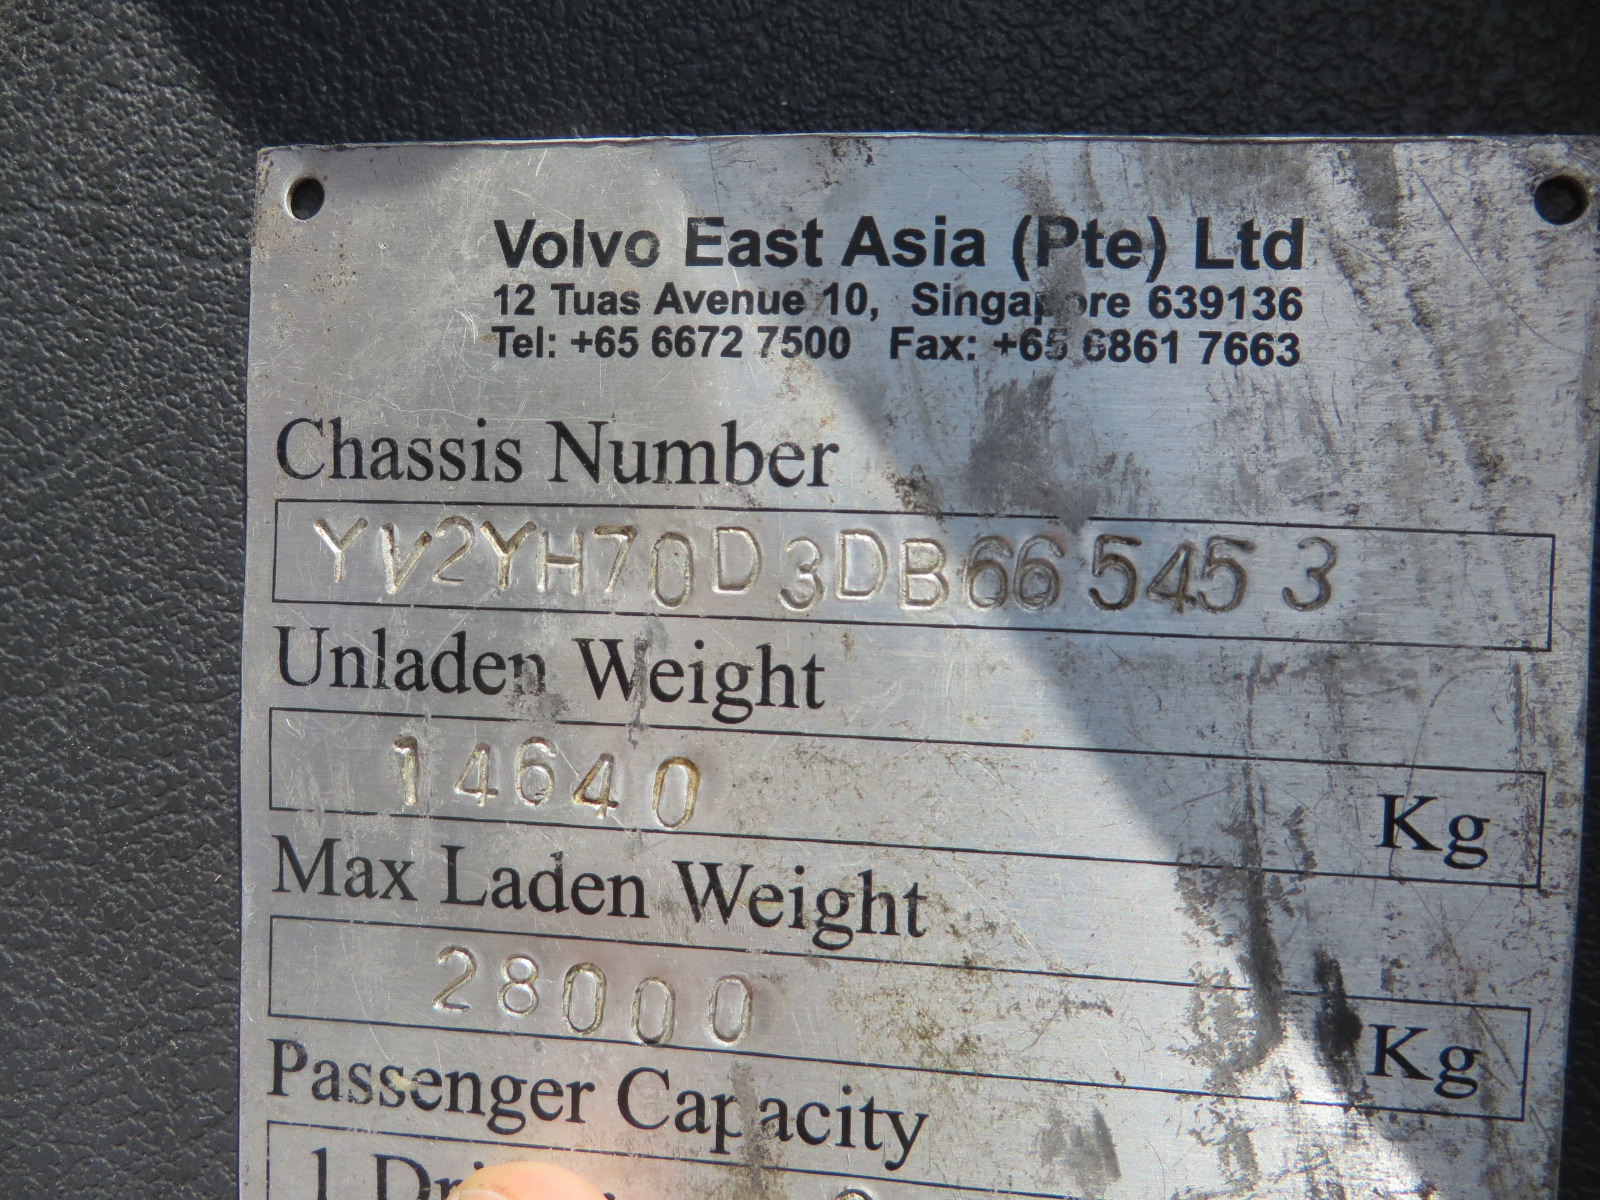 Volvo East Asia (Pte) Ltd
12 Tuas Avenue 10, Singapore 639136
Tel: +65 6672 7500 Fax: +65 6861 7663
Chassis Number
YV2YH70D3DB665453
Unladen Weight
14640 Kg
Max Laden Weight
28000 Kg
Passenger Capacity
1